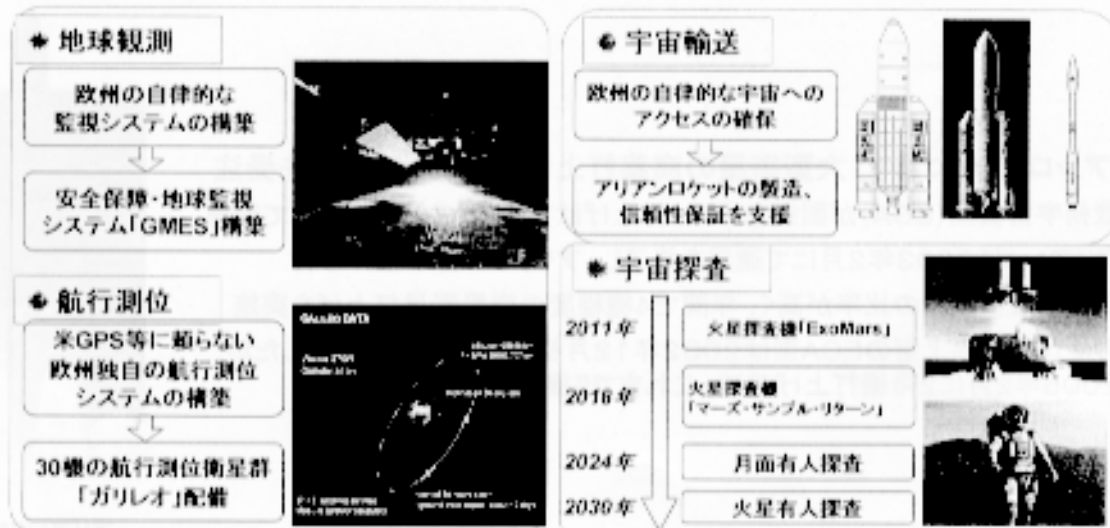 地球観測
欧州の自律的な
監視システムの構築
安全保障・地球監視
システム「GMES」構築
航行測位
米GPS等に頼らない
欧州独自の航行測位
システムの構築
30機の航行測位衛星群
「ガリレオ」配備
GALILEO DATA
宇宙輸送
欧州の自律的な宇宙への
アクセスの確保
アリアンロケットの製造、
信頼性保証を支援
宇宙探査
2011年
火星探査機「ExoMars」
2016年
火星探査機
「マーズ・サンプル・リターン」
2024年
月面有人探査
2030年
火星有人探査